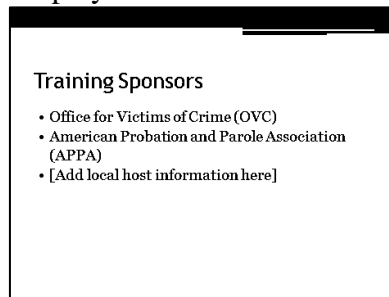 Training Sponsors
• Office for Victims of Crime (OVC)
• American Probation and Parole Association
(APPA)
• [Add local host information here]